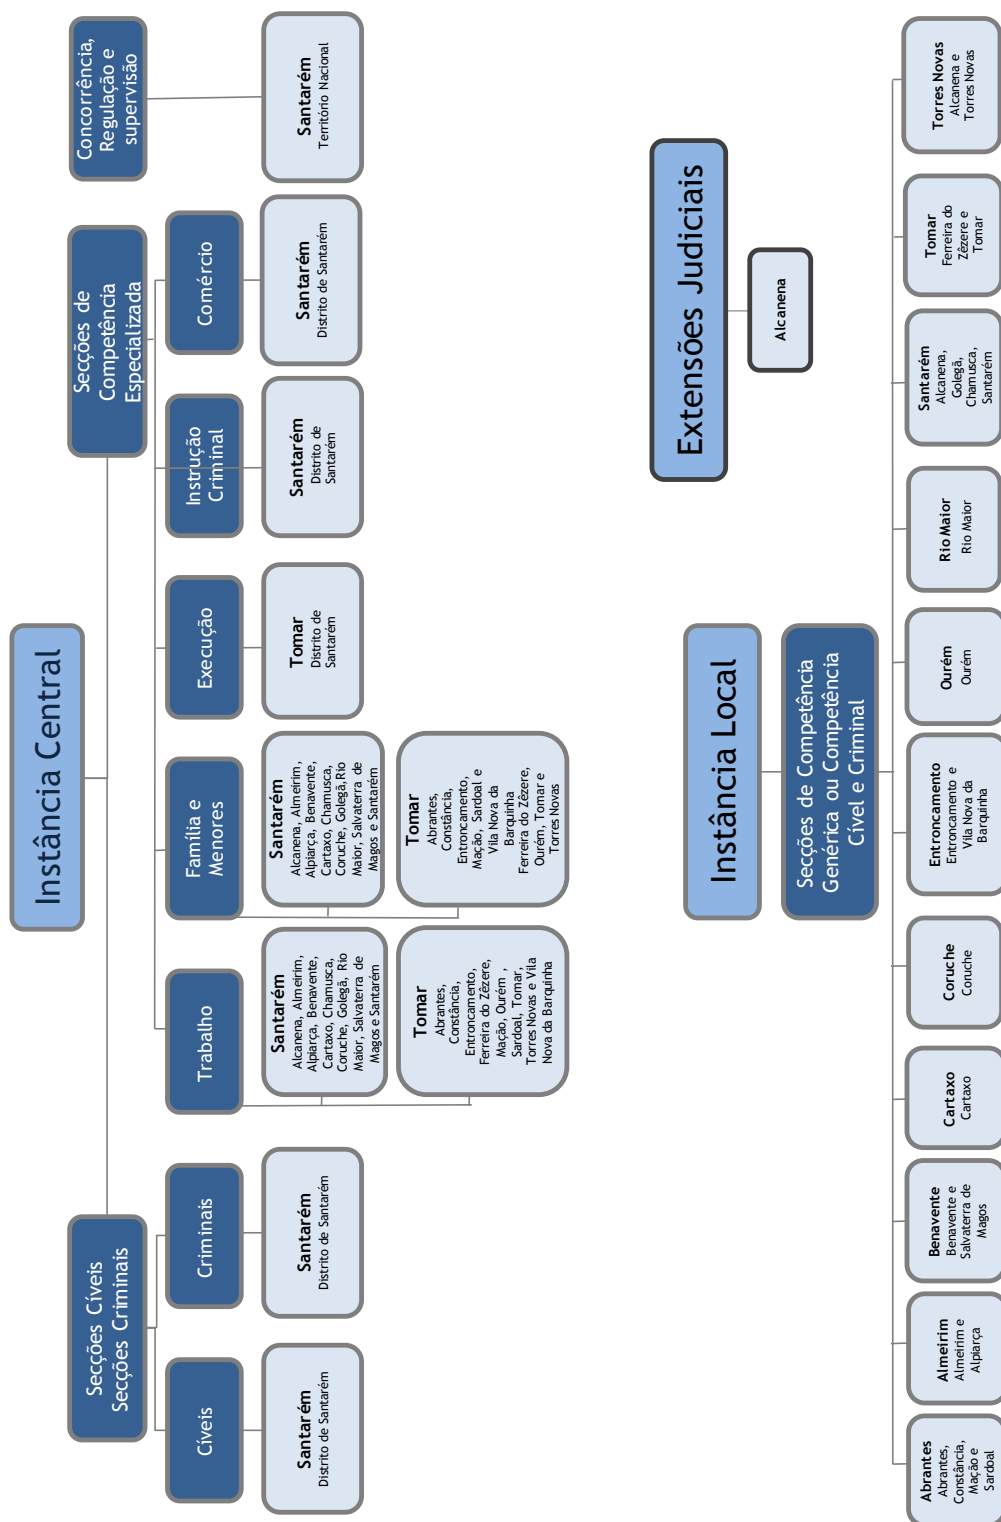 Instância Central
Secções Cíveis
Secções Criminais
Secções de
Competência
Especializada
Concorrência,
Regulação e
supervisão
Cíveis
Criminais
Trabalho
Família e
Menores
Execução
Instrução
Criminal
Comércio
Santarém
Distrito de Santarém
Santarém
Distrito de Santarém
Santarém
Alcanena, Almeirim,
Alpiarça, Benavente,
Cartaxo, Chamusca,
Coruche, Golegã, Rio
Maior, Salvaterra de
Magos e Santarém
Tomar
Abrantes,
Constância,
Entroncamento,
Ferreira do Zêzere,
Mação, Ourém ,
Sardoal, Tomar,
Torres Novas e Vila
Nova da Barquinha
Santarém
Alcanena, Almeirim,
Alpiarça, Benavente,
Cartaxo, Chamusca,
Coruche, Golegã,Rio
Maior, Salvaterra de
Magos e Santarém
Tomar
Abrantes,
Constância,
Entroncamento,
Mação, Sardoal e
Vila Nova da
Barquinha
Ferreira do Zêzere,
Ourém, Tomar e
Torres Novas
Tomar
Distrito de
Santarém
Santarém
Distrito de
Santarém
Santarém
Distrito de Santarém
Santarém
Território Nacional
Extensões Judiciais
Alcanena
Instância Local
Secções de Competência
Genérica ou Competência
Cível e Criminal
Abrantes
Abrantes,
Constância,
Mação e
Sardoal
Almeirim
Almeirim e
Alpiarça
Benavente
Benavente e
Salvaterra de
Magos
Cartaxo
Cartaxo
Coruche
Coruche
Entroncamento
Entroncamento e
Vila Nova da
Barquinha
Ourém
Ourém
Rio Maior
Rio Maior
Santarém
Alcanena,
Golegã,
Chamusca,
Santarém
Tomar
Ferreira do
Zêzere e
Tomar
Torres Novas
Alcanena e
Torres Novas